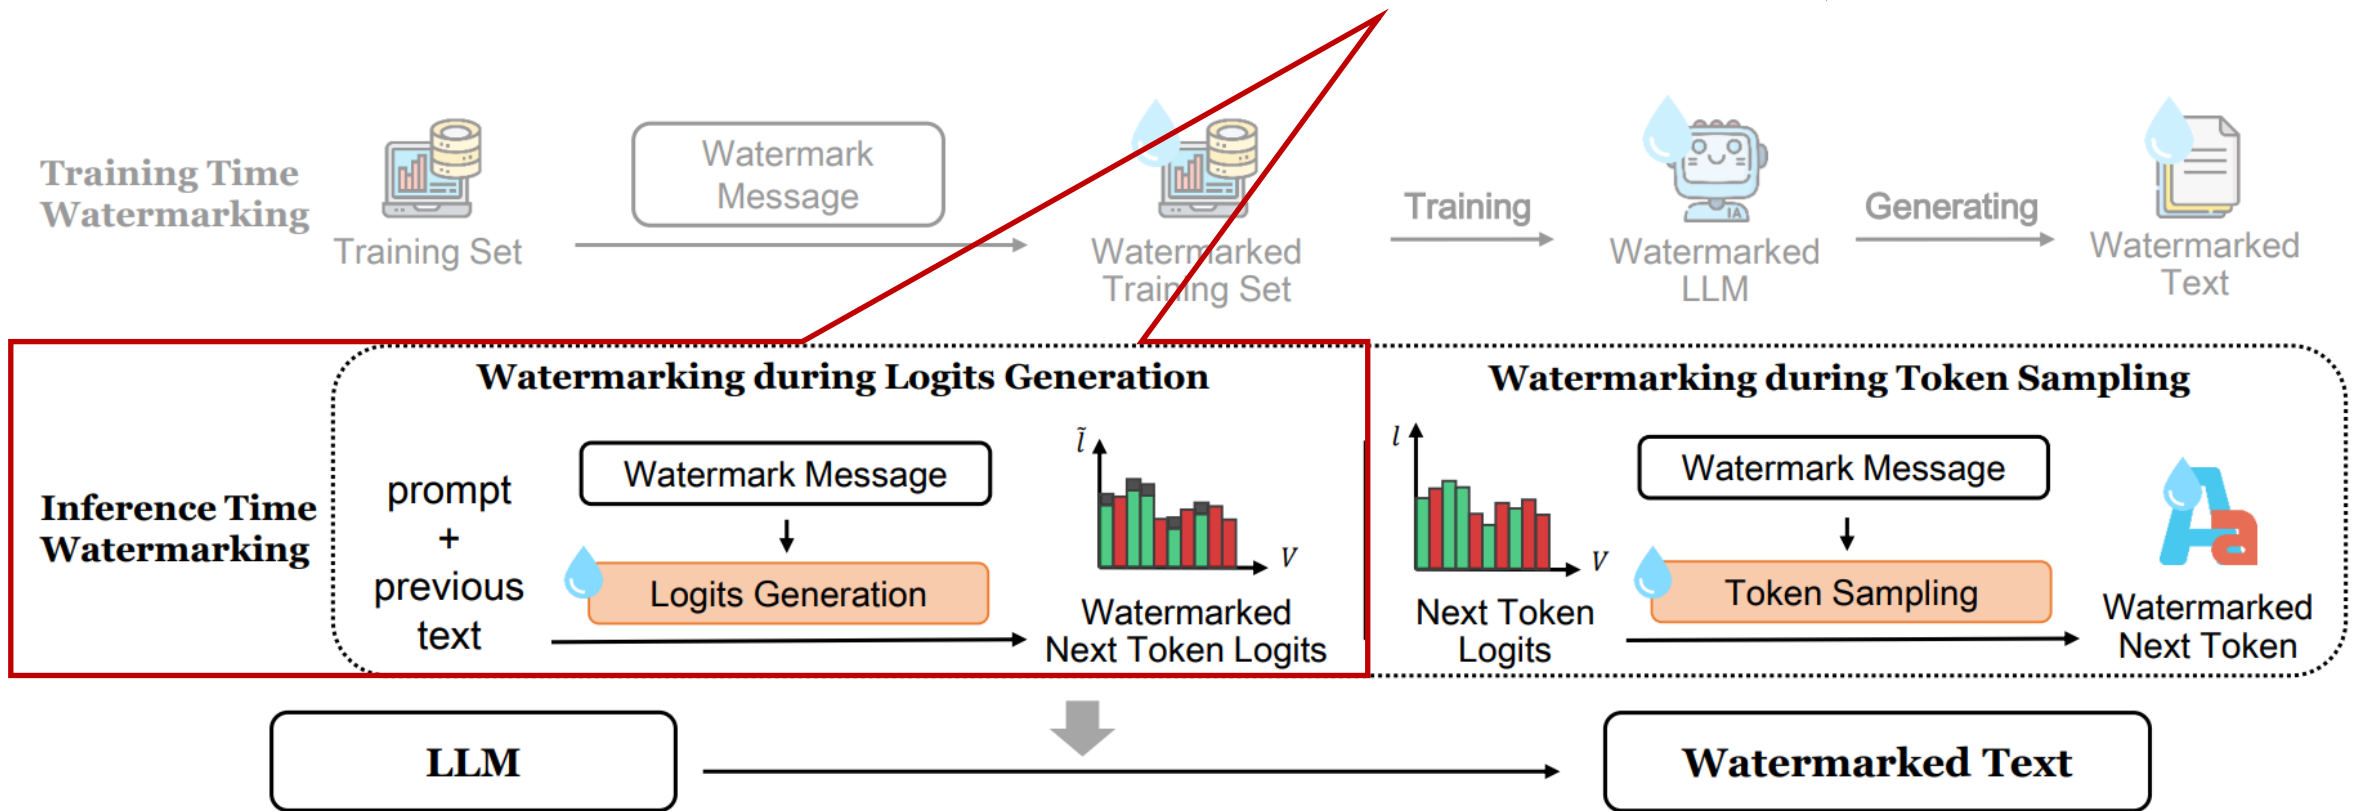 Training Time
Watermarking
Training Set
Watermark
Message
Watermarked
Training Set
Training
IA
Watermarked
LLM
Generating
Watermarked
Text
Inference Time
Watermarking
Watermarking during Logits Generation
prompt
+
previous
text
Watermark Message
Logits Generation
l̃
V
Watermarked
Next Token Logits
Watermarking during Token Sampling
l
V
Next Token
Logits
Watermark Message
Token Sampling
Aa
Watermarked
Next Token
LLM
Watermarked Text